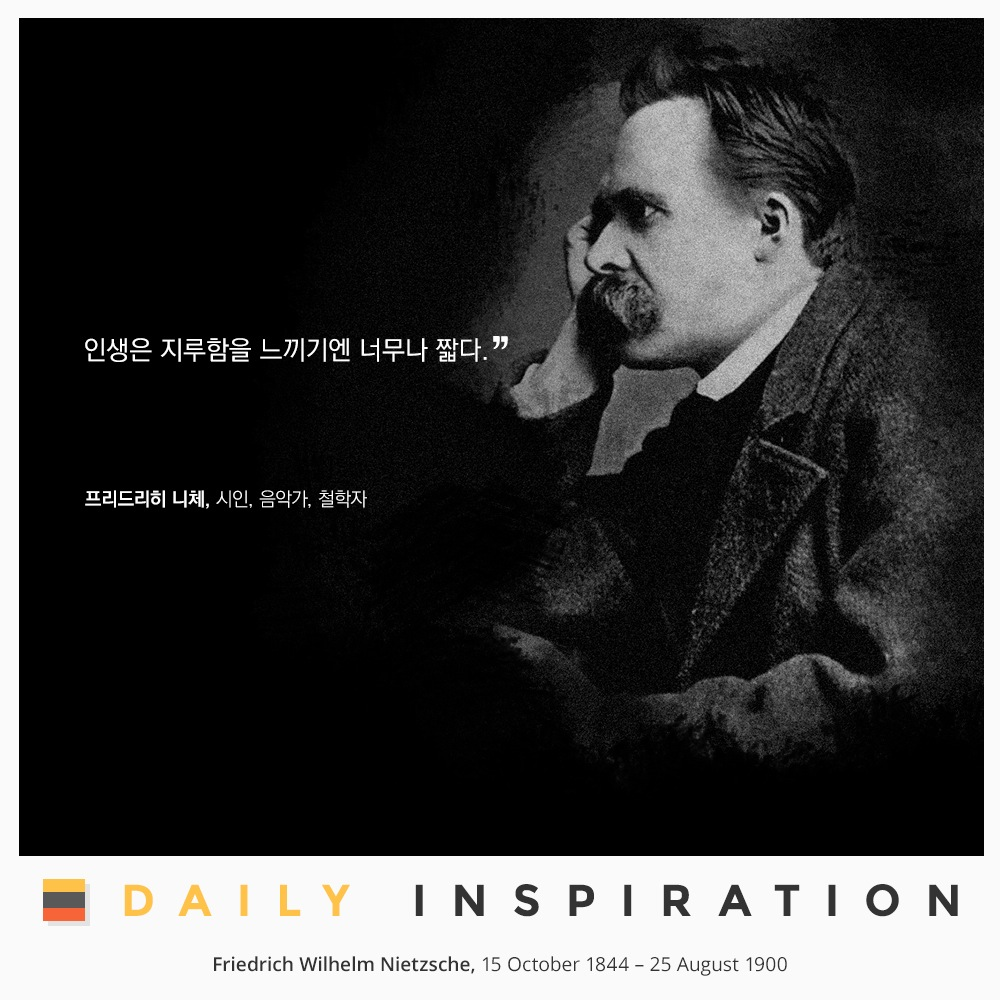 인생은 지루함을 느끼기엔 너무나 짧다.”
프리드리히 니체, 시인, 음악가, 철학자
DAILY INSPIRATION
Friedrich Wilhelm Nietzsche, 15 October 1844 – 25 August 1900